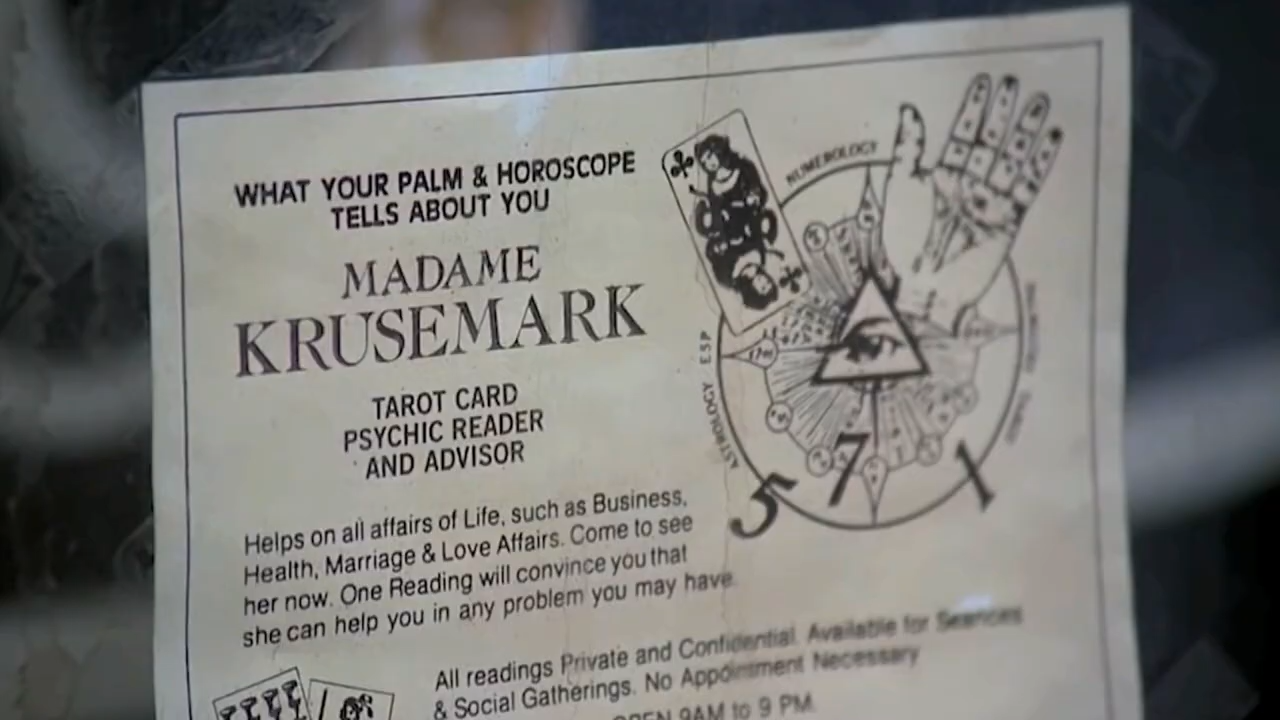 WHAT YOUR PALM & HOROSCOPE
TELLS ABOUT YOU
MADAME
KRUSEMARK
TAROT CARD
PSYCHIC READER
AND ADVISOR
Helps on all affairs of Life, such as Business,
Health, Marriage & Love Affairs. Come to see
her now. One Reading will convince you that
she can help you in any problem you may have.
All readings Private and Confidential. Available for Seances
& Social Gatherings. No Appointment Necessary
OPEN 9AM to 9 PM.
NUMEROLOGY
ASTROLOGY ESP
5 7 1